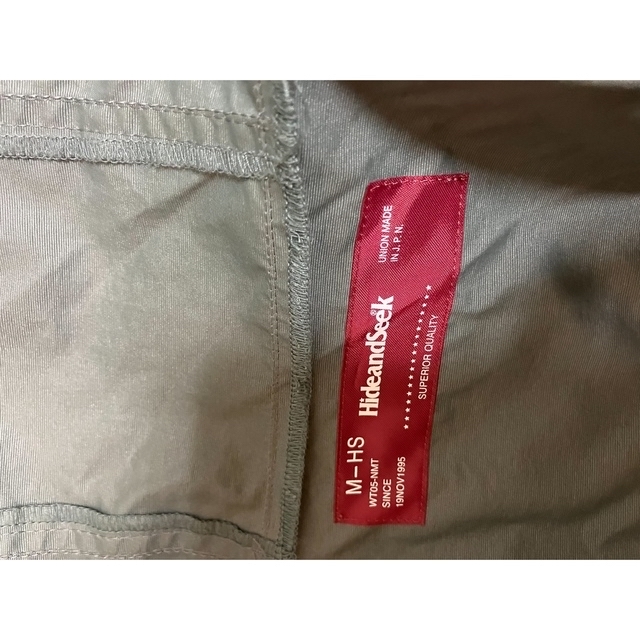 M-HS
WT05-NMT
SINCE
19NOV1995
HideandSeek®
★★★★★★★★★★★★★★★★★★★
SUPERIOR QUALITY
UNION MADE
IN J. P. N.